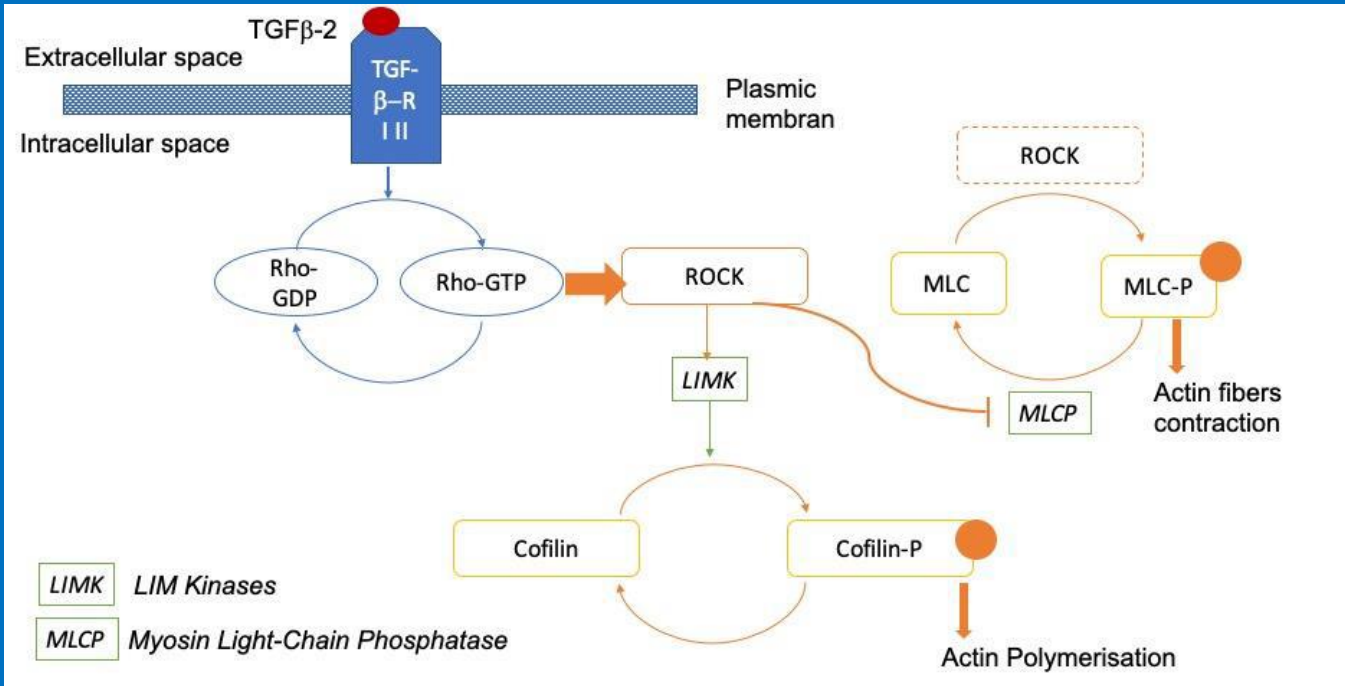 TGFβ-2
Extracellular space
TGF-
β–R
I II
Plasmic
membran
Intracellular space
ROCK
Rho-
GDP
Rho-GTP
ROCK
MLC
MLC-P
LIMK
MLCP
Actin fibers
contraction
Cofilin
Cofilin-P
LIMK LIM Kinases
MLCP Myosin Light-Chain Phosphatase
Actin Polymerisation